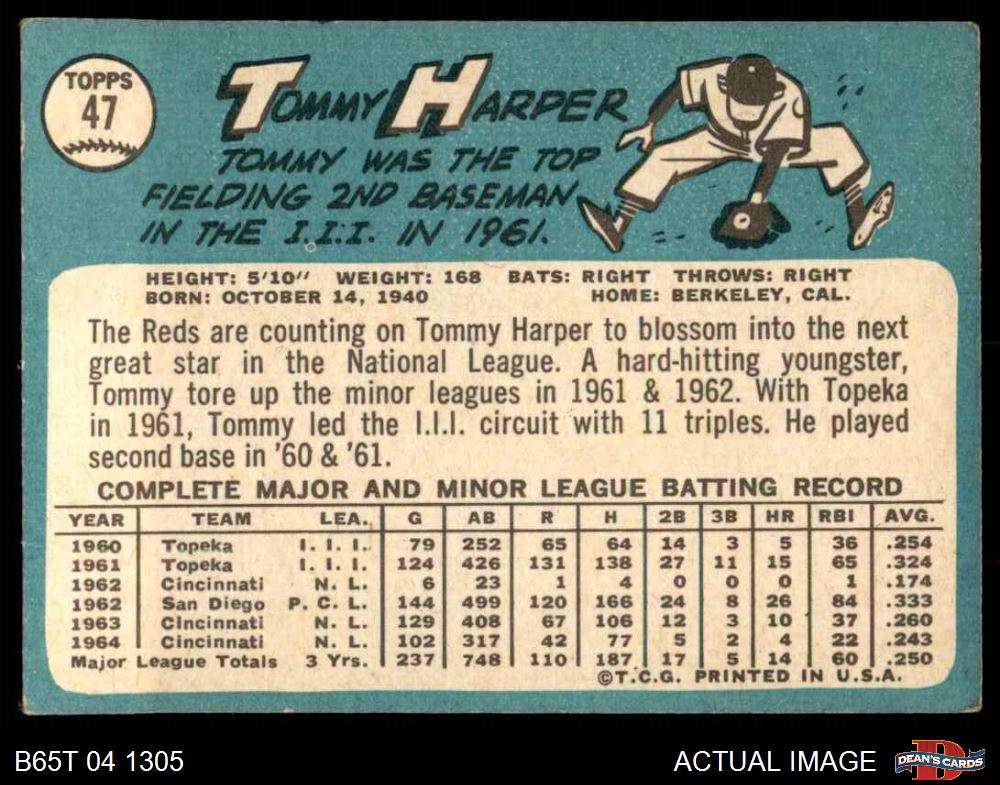 TOPPS
47
TOMMY HARPER
TOMMY WAS THE TOP
FIELDING 2ND BASEMAN
IN THE I.I.I. IN 1961.
HEIGHT: 5'10" WEIGHT: 168 BATS: RIGHT THROWS: RIGHT
BORN: OCTOBER 14, 1940 HOME: BERKELEY, CAL.
The Reds are counting on Tommy Harper to blossom into the next
great star in the National League. A hard-hitting youngster,
Tommy tore up the minor leagues in 1961 & 1962. With Topeka
in 1961, Tommy led the I.I.I. circuit with 11 triples. He played
second base in '60 & '61.
COMPLETE MAJOR AND MINOR LEAGUE BATTING RECORD
YEAR TEAM LEA. G AB R H 2B 3B HR RBI AVG.
1960 Topeka I. I. I. 79 252 65 64 14 3 5 36 .254
1961 Topeka I. I. I. 124 426 131 138 27 11 15 65 .324
1962 Cincinnati N. L. 6 23 1 4 0 0 0 1 .174
1962 San Diego P. C. L. 144 499 120 166 24 8 26 84 .333
1963 Cincinnati N. L. 129 408 67 106 12 3 10 37 .260
1964 Cincinnati N. L. 102 317 42 77 5 2 4 22 .243
Major League Totals 3 Yrs. 237 748 110 187 17 5 14 60 .250
©T.C.G. PRINTED IN U.S.A.
B65T 04 1305
ACTUAL IMAGE
D
DEAN'S CARDS